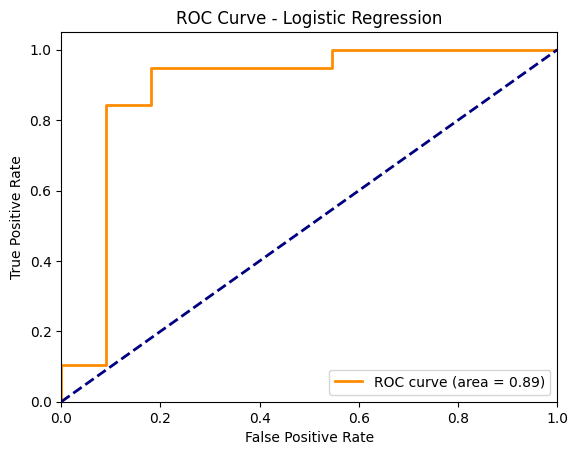 ROC Curve - Logistic Regression
1.0
0.8
0.6
0.4
0.2
0.0
True Positive Rate
ROC curve (area = 0.89)
0.0 0.2 0.4 0.6 0.8 1.0
False Positive Rate